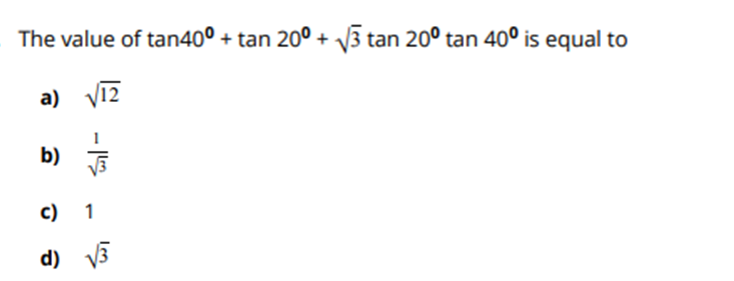 The value of tan40⁰ + tan 20⁰ + √3 tan 20⁰ tan 40⁰ is equal to
a) √12
b) 1/√3
c) 1
d) √3